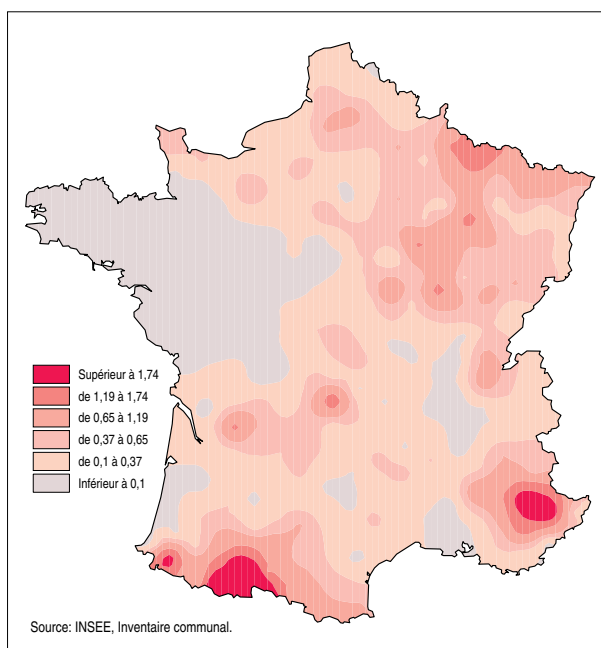 Supérieur à 1,74
de 1,19 à 1,74
de 0,65 à 1,19
de 0,37 à 0,65
de 0,1 à 0,37
Inférieur à 0,1
Source: INSEE, Inventaire communal.